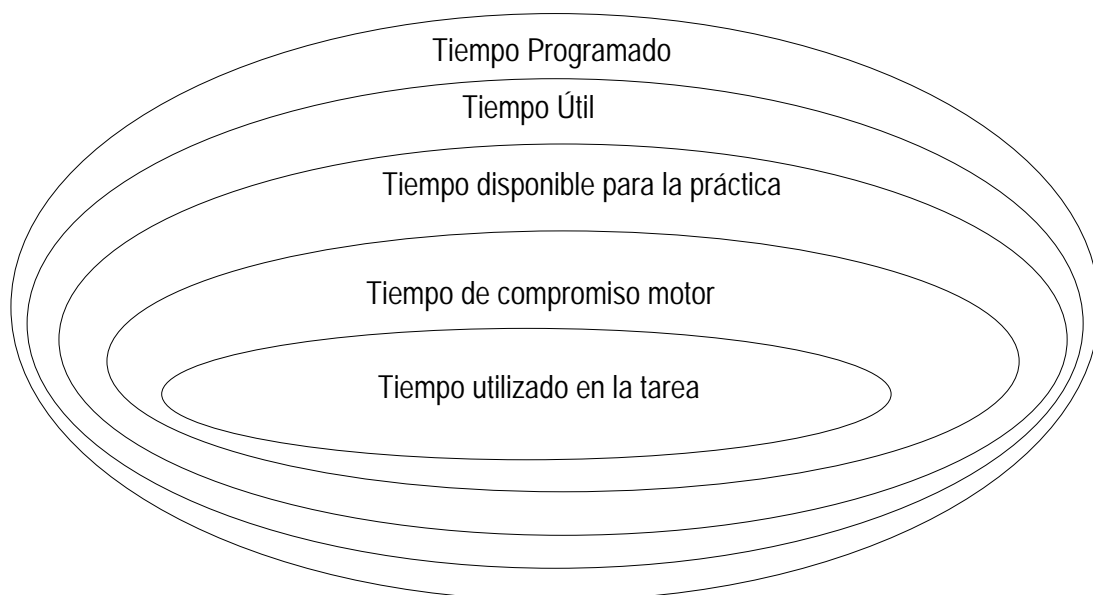 Tiempo Programado
Tiempo Útil
Tiempo disponible para la práctica
Tiempo de compromiso motor
Tiempo utilizado en la tarea